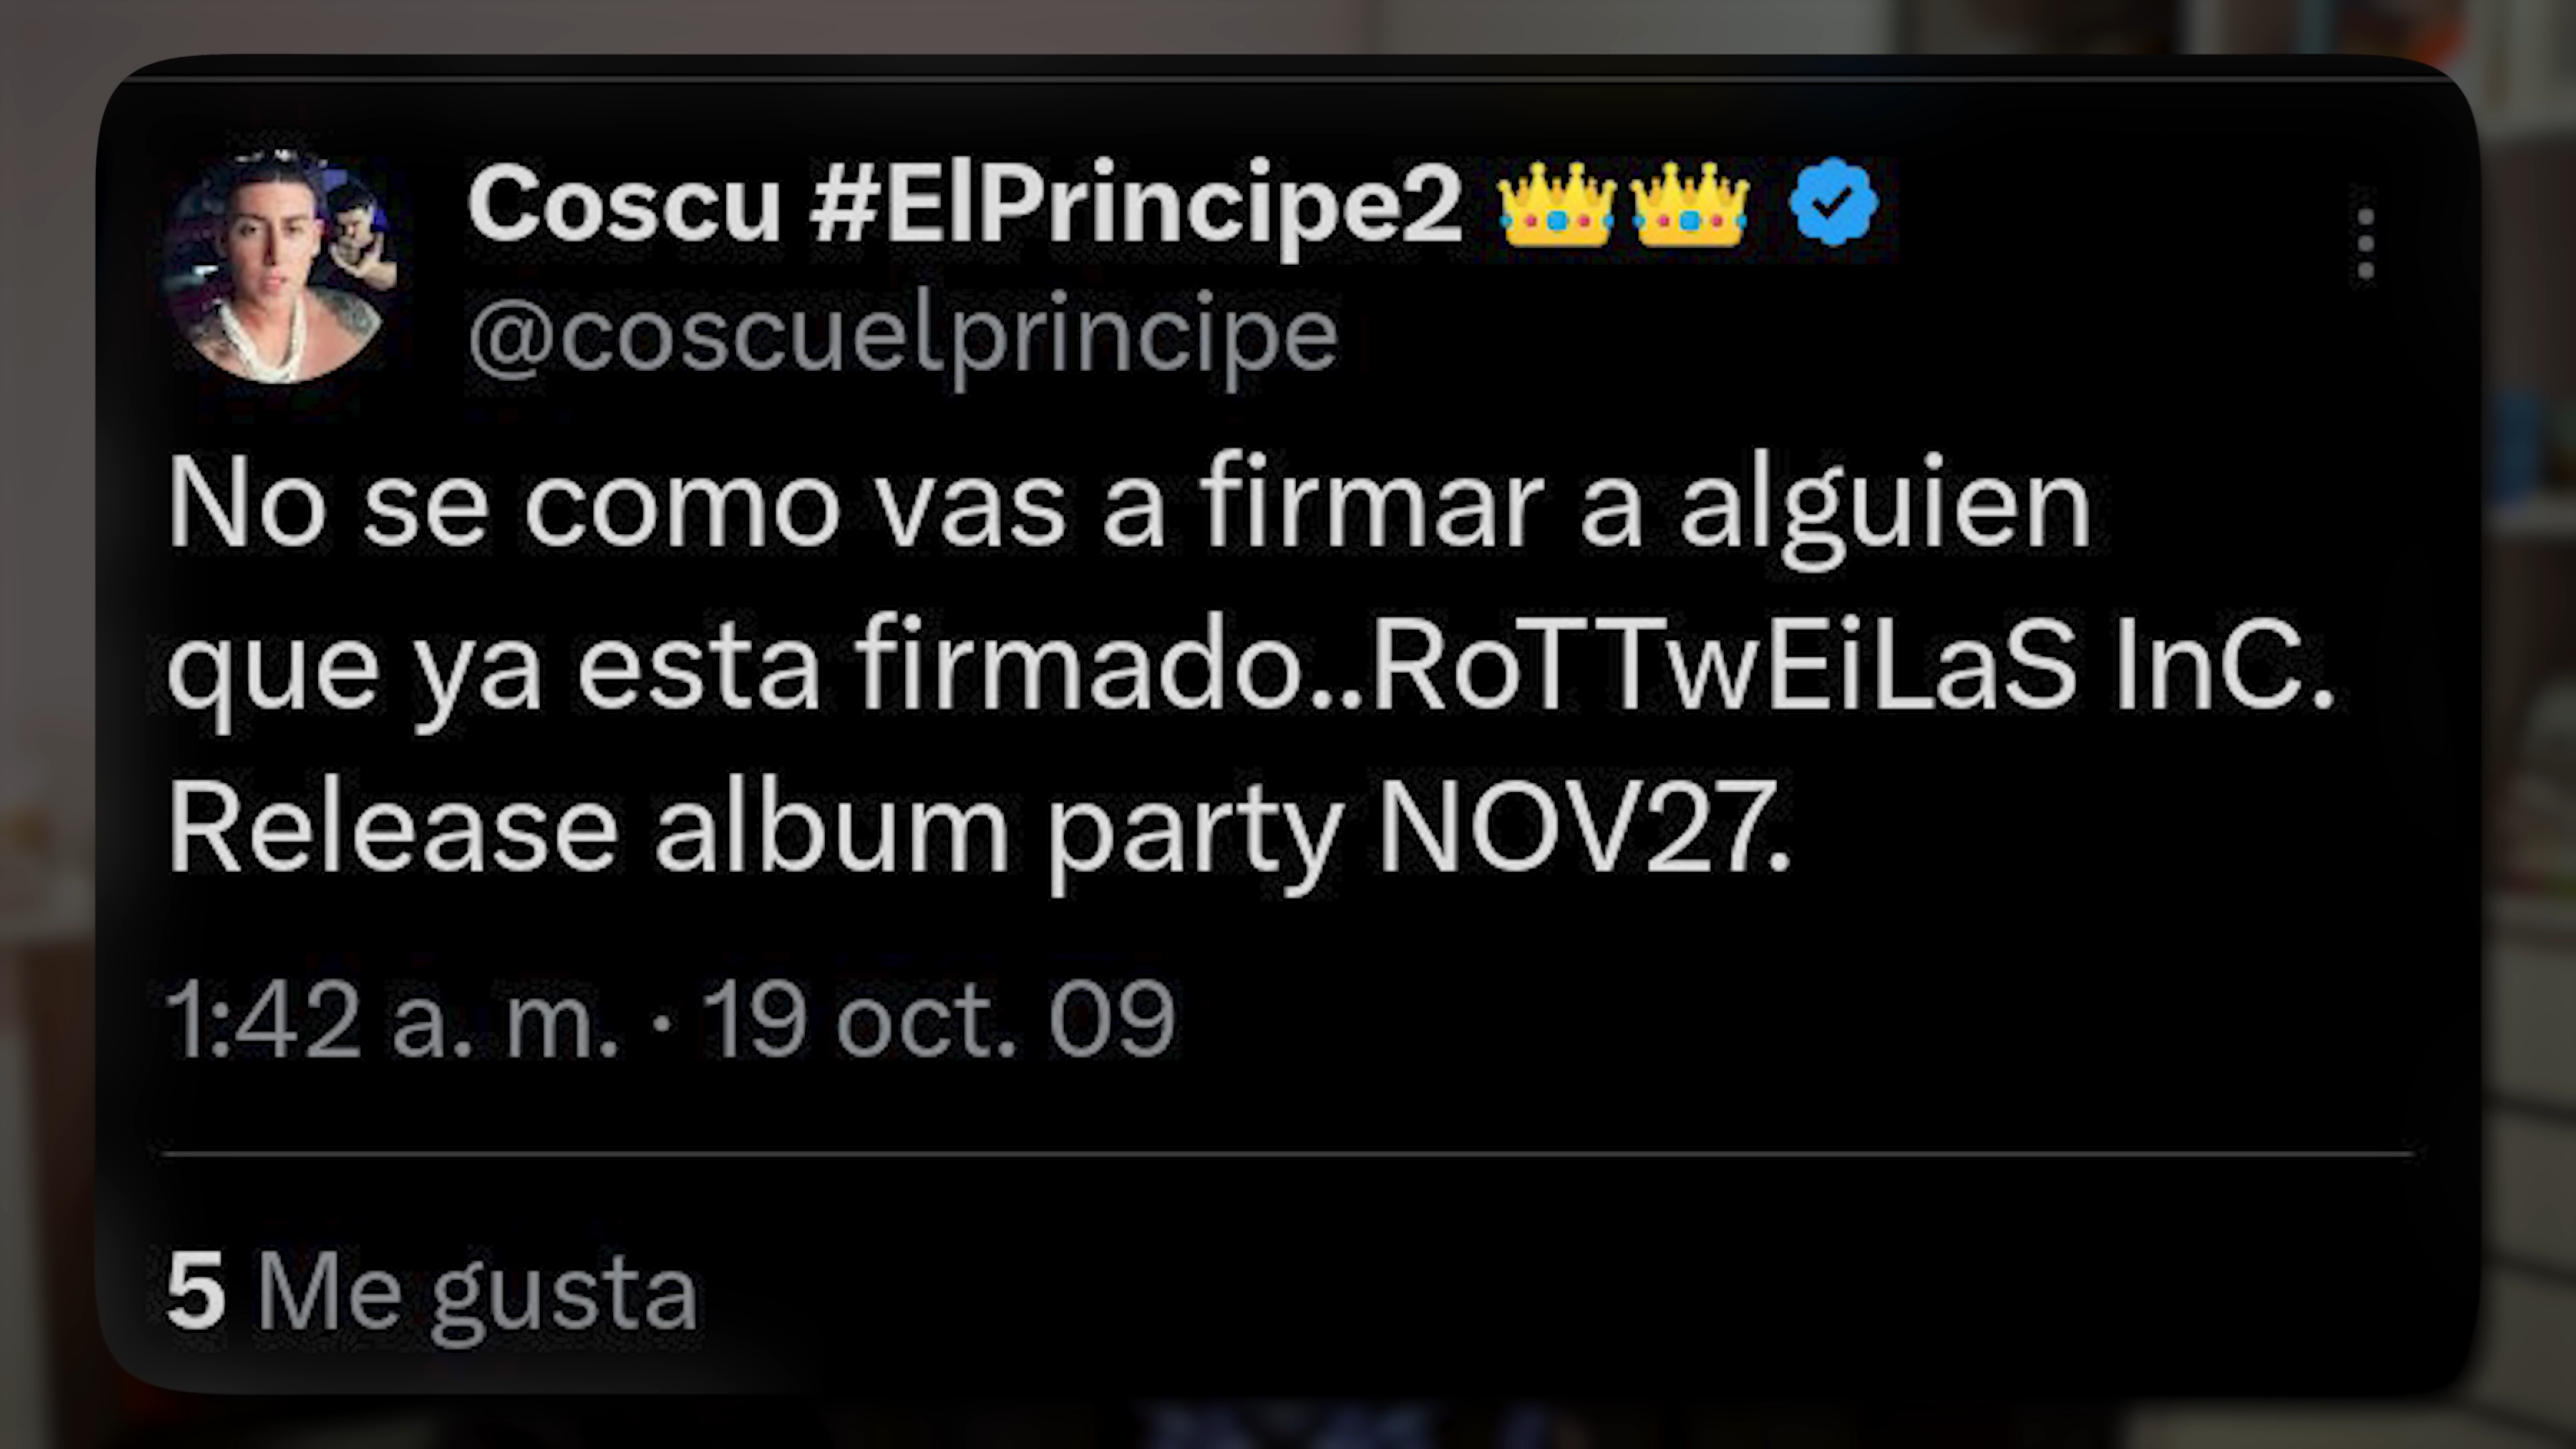 Coscu #ElPrincipe2 👑👑
@coscuelprincipe
No se como vas a firmar a alguien
que ya esta firmado..RoTTwEiLaS InC.
Release album party NOV27.
1:42 a. m. · 19 oct. 09
5 Me gusta